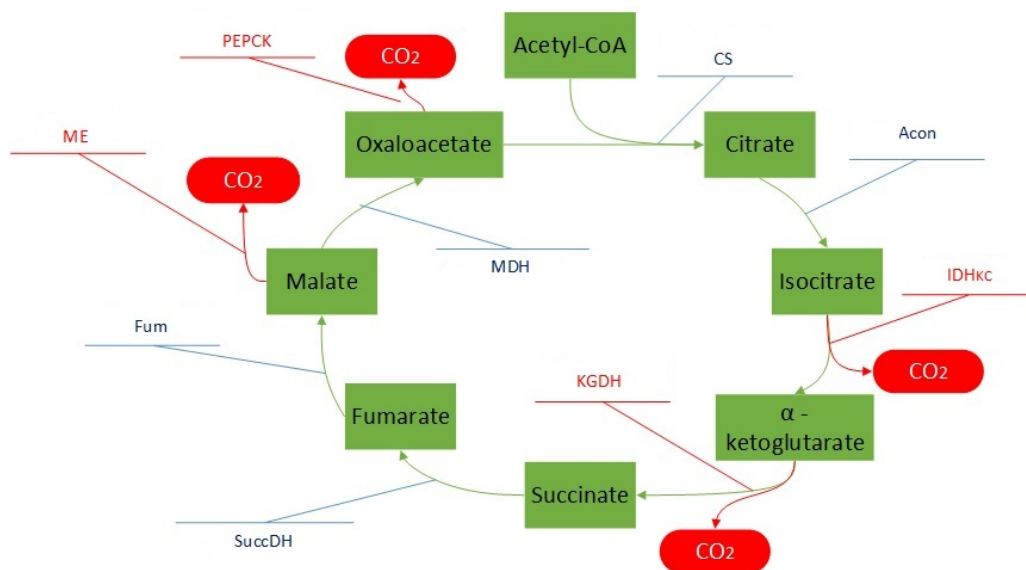 PEPCK
CO2
Acetyl-CoA
CS
ME
Oxaloacetate
Citrate
Acon
CO2
MDH
Malate
Isocitrate
IDHKC
Fum
CO2
KGDH
Fumarate
α -
ketoglutarate
Succinate
SuccDH
CO2